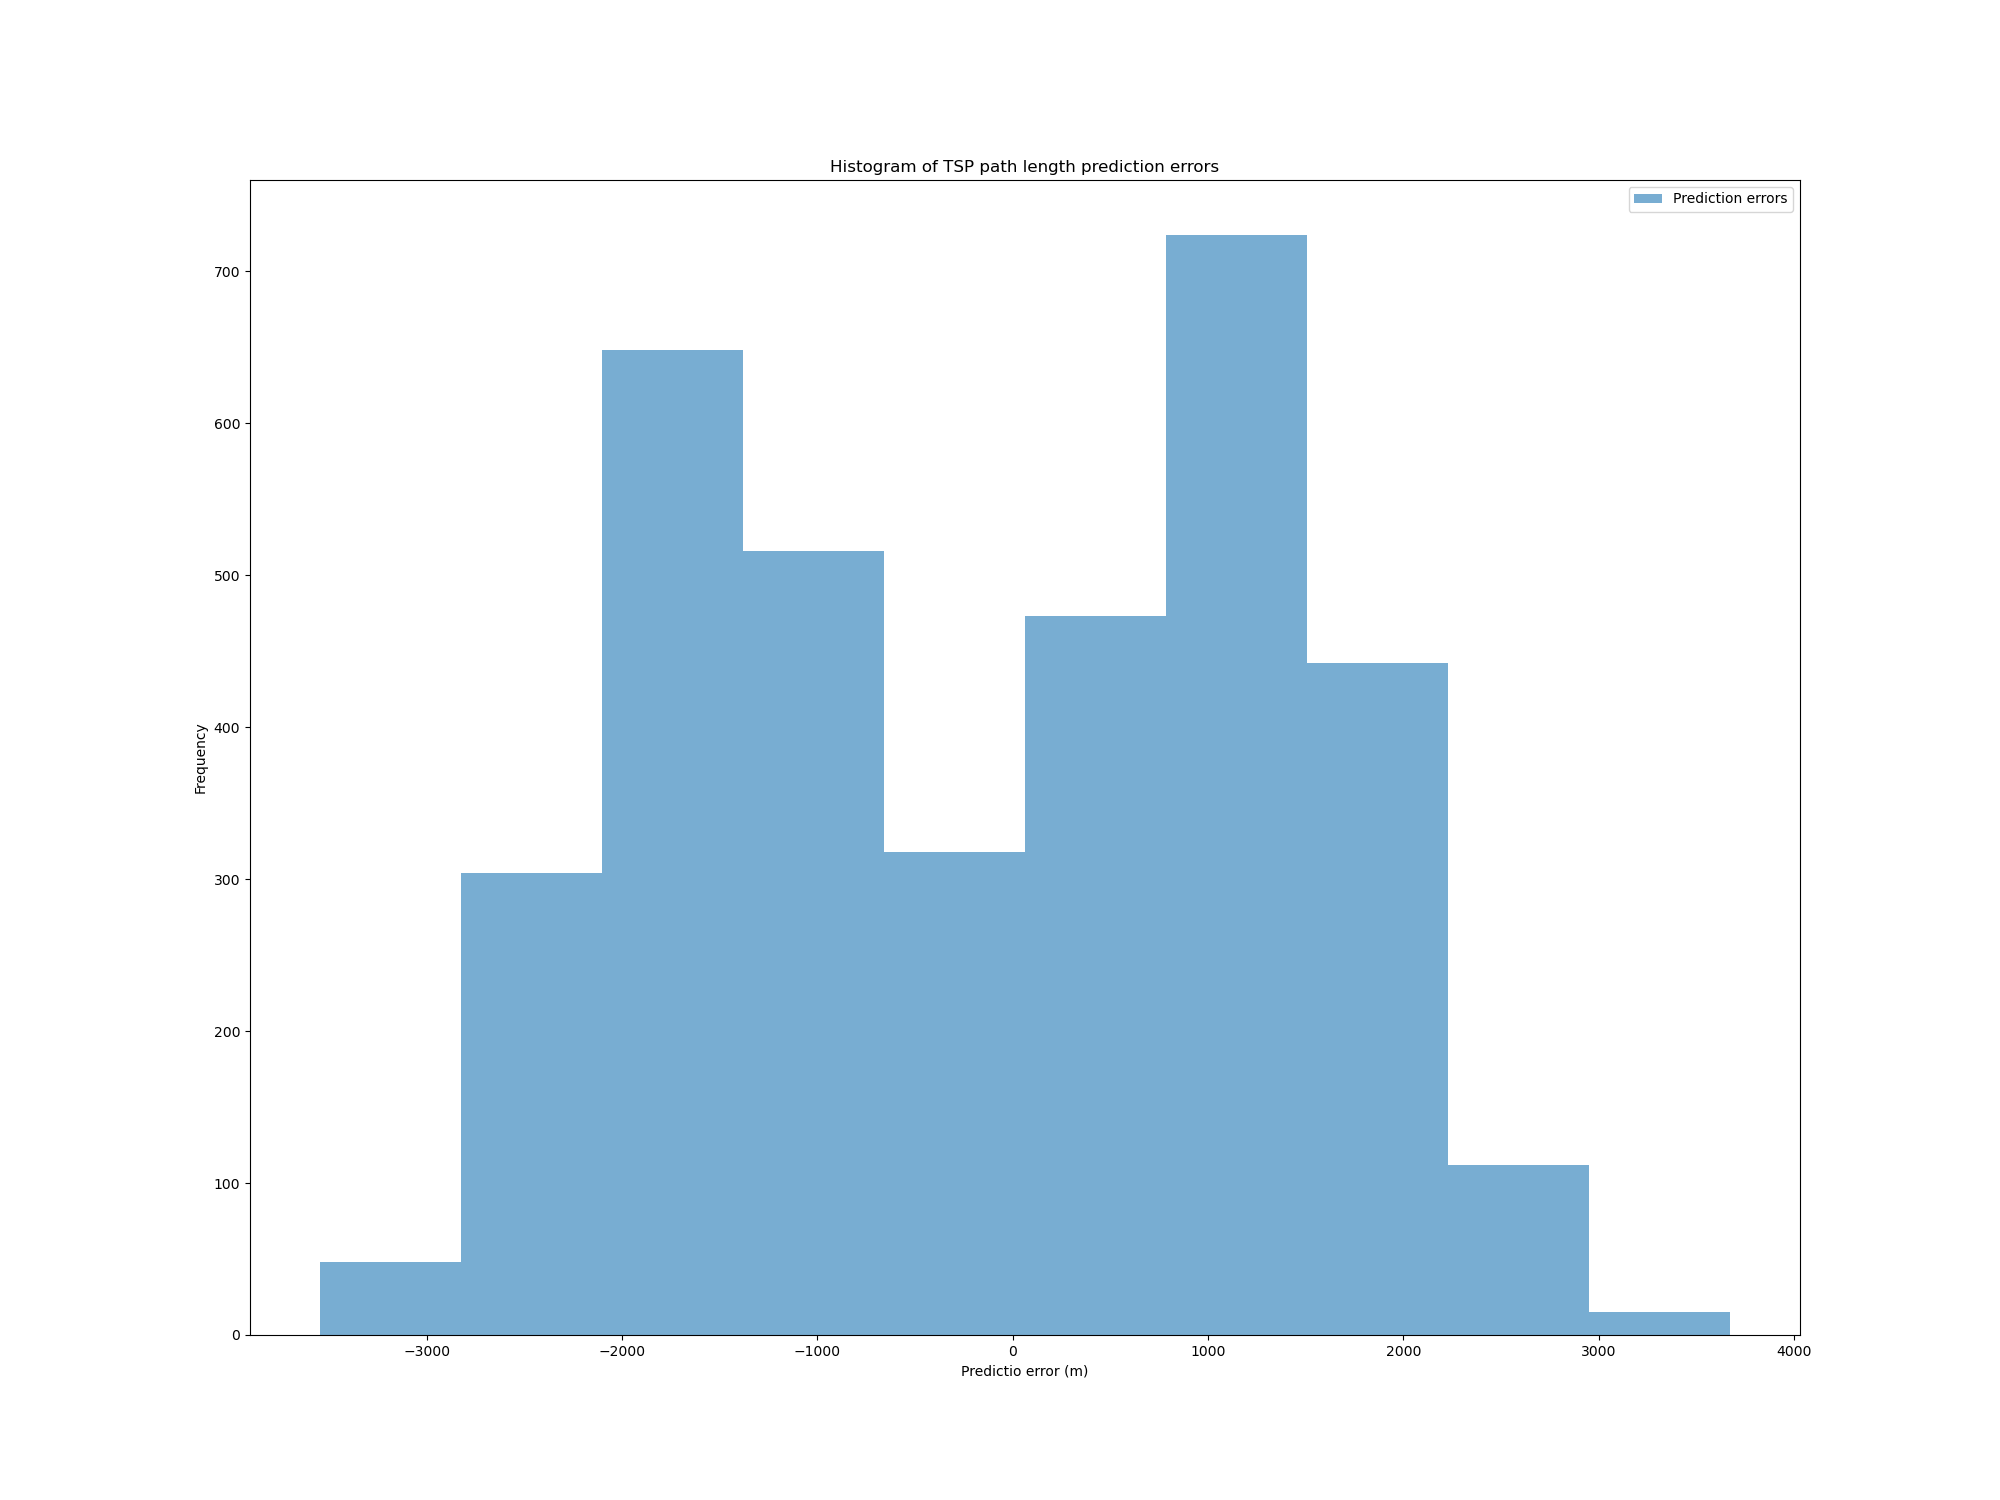 Histogram of TSP path length prediction errors
Prediction errors
700
600
500
400
300
200
100
0
Frequency
−3000 −2000 −1000 0 1000 2000 3000 4000
Predictio error (m)